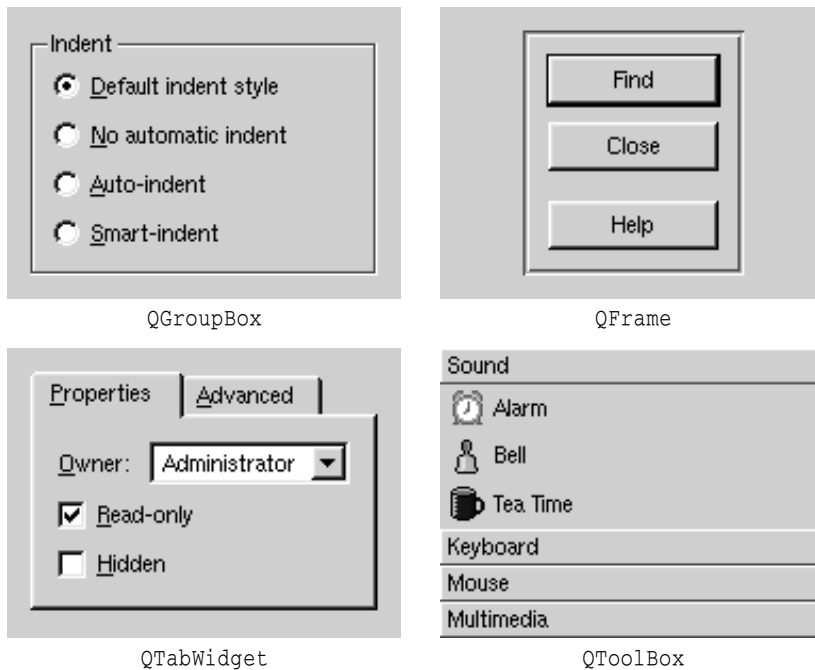 Indent
Default indent style
No automatic indent
Auto-indent
Smart-indent
QGroupBox
Find
Close
Help
QFrame
Properties Advanced
Owner: Administrator
Read-only
Hidden
QTabWidget
Sound
Alarm
Bell
Tea Time
Keyboard
Mouse
Multimedia
QToolBox